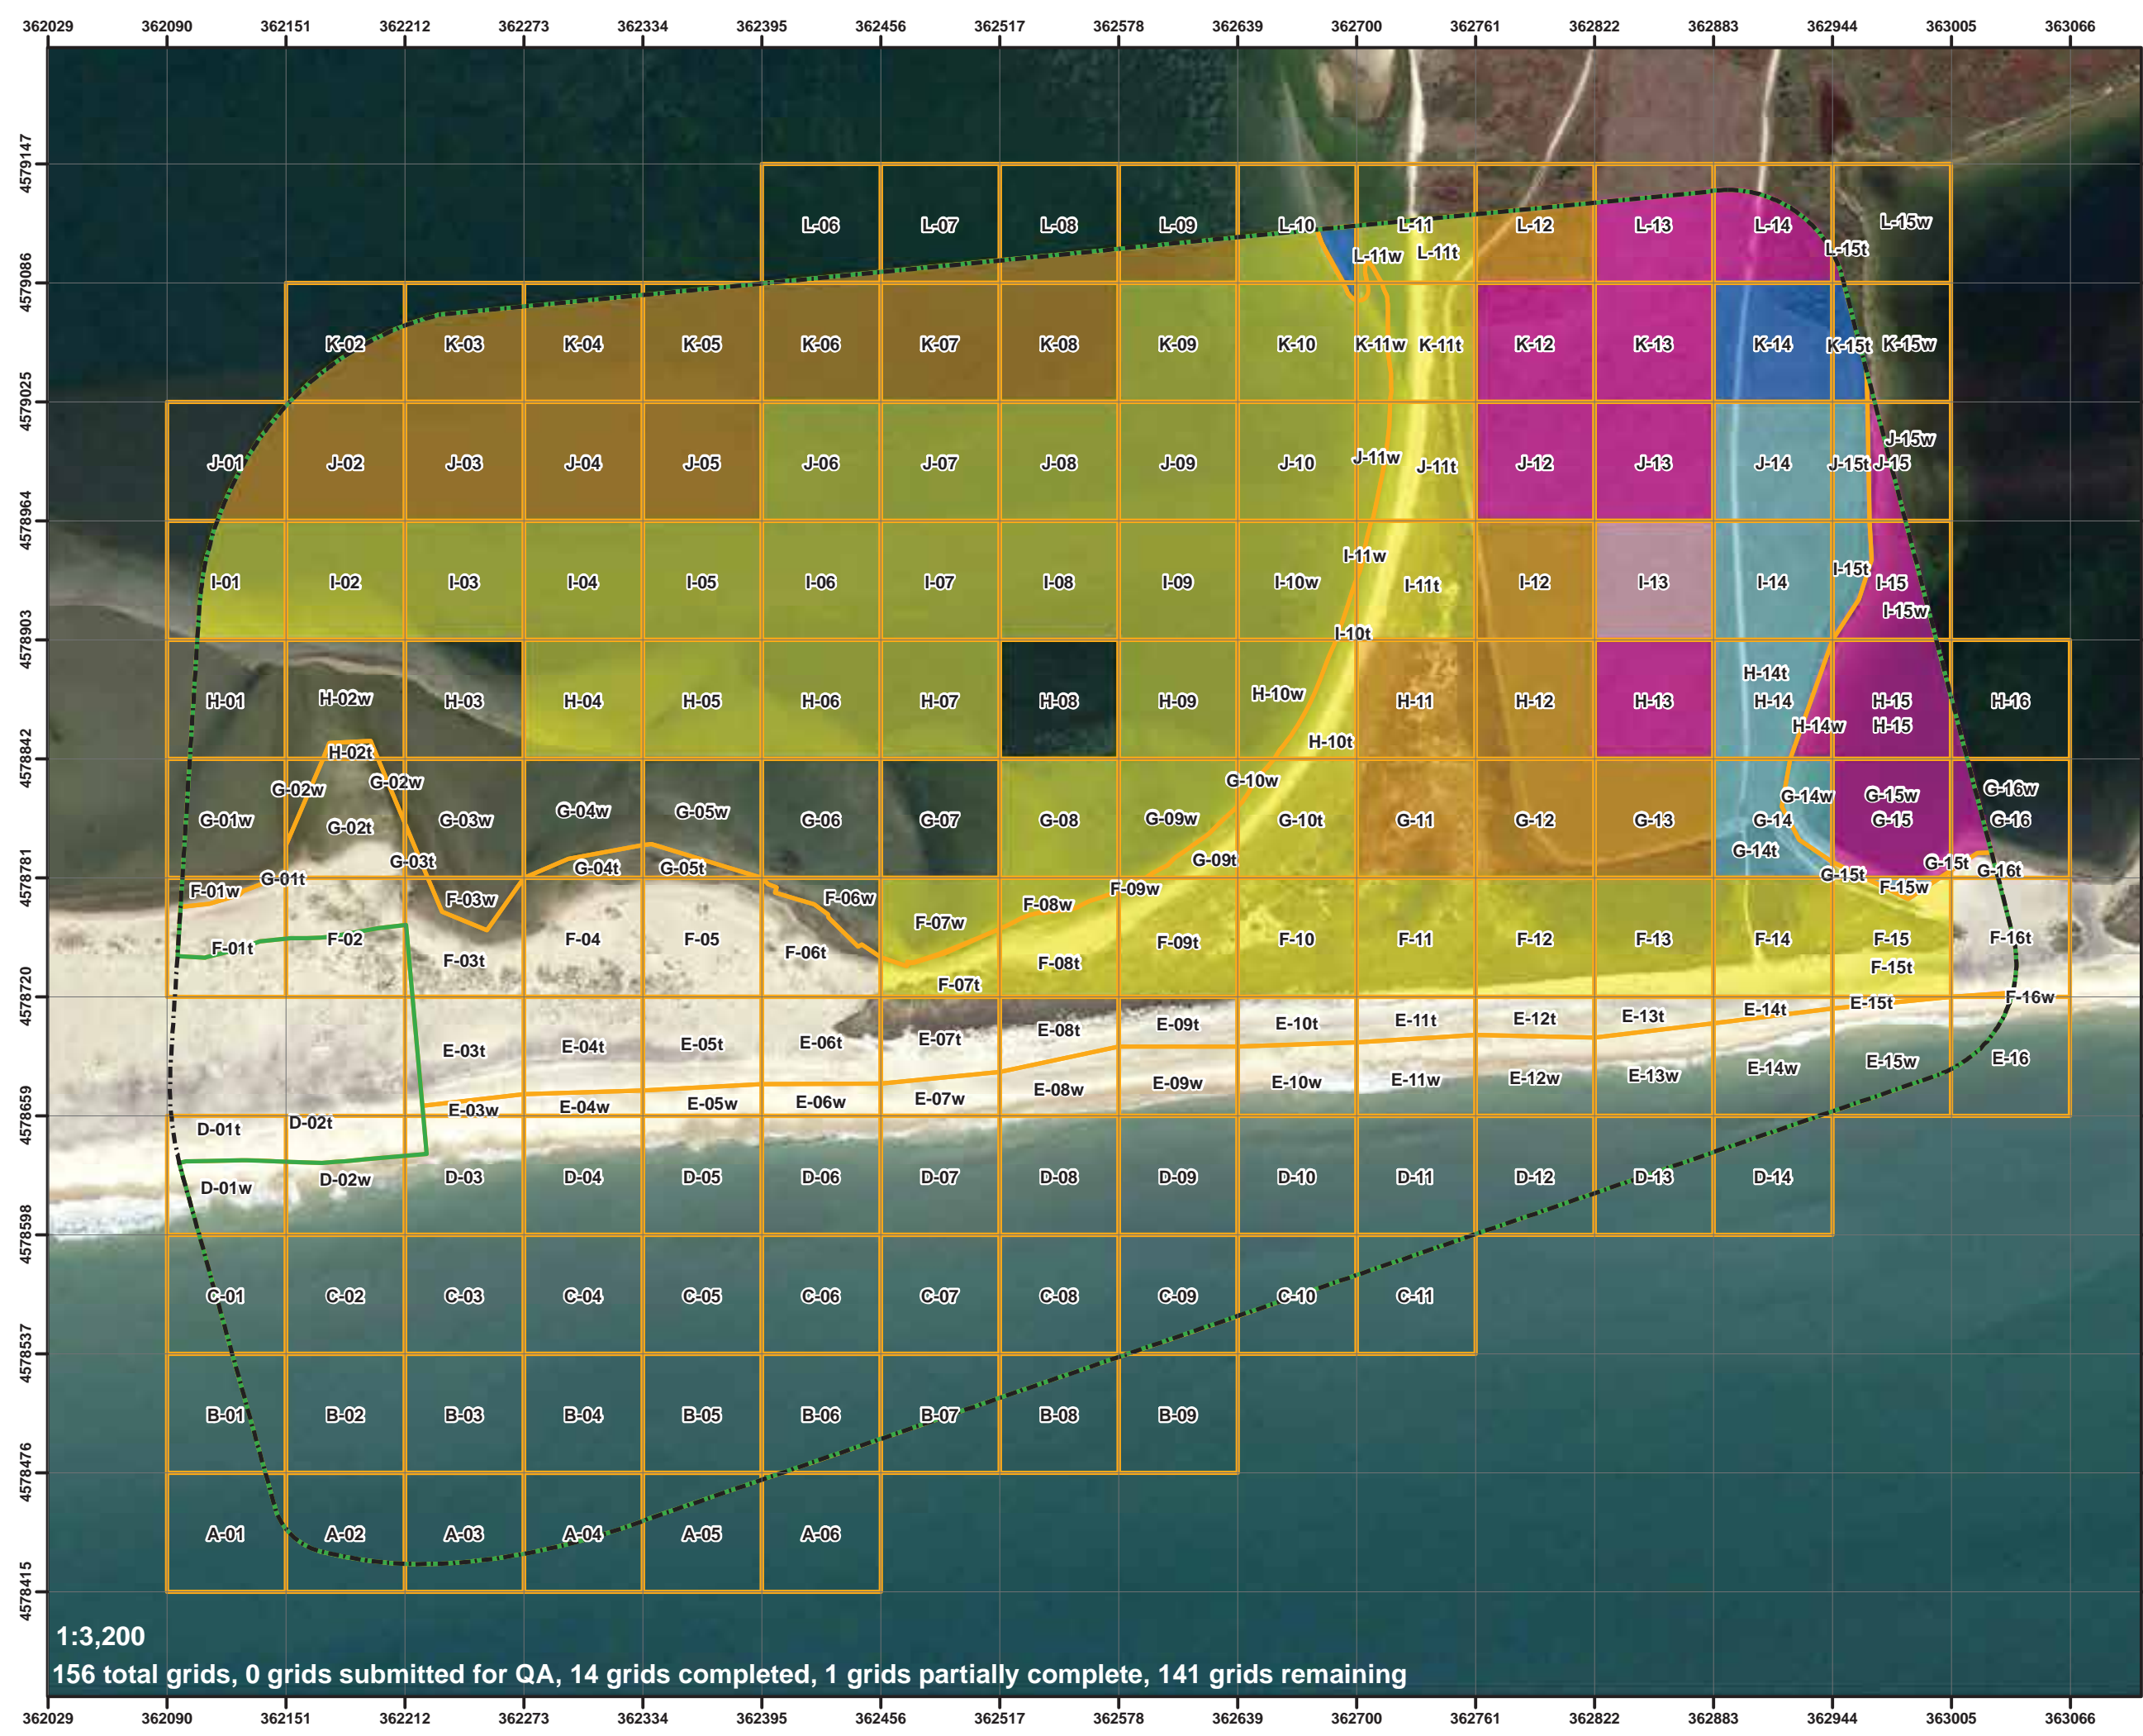 362029 362090 362151 362212 362273 362334 362395 362456 362517 362578 362639 362700 362761 362822 362883 362944 363005 363066
4579147
L-06 L-07 L-08 L-09 L-10 L-11 L-12 L-13 L-14 L-15w
L-11w L-11t L-15t
4579086
K-02 K-03 K-04 K-05 K-06 K-07 K-08 K-09 K-10 K-11w K-11t K-12 K-13 K-14 K-15t K-15w
4579025
J-15w
J-01 J-02 J-03 J-04 J-05 J-06 J-07 J-08 J-09 J-10 J-11w J-11t J-12 J-13 J-14 J-15t J-15
4578964
I-11w I-15t
I-01 I-02 I-03 I-04 I-05 I-06 I-07 I-08 I-09 I-10w I-11t I-12 I-13 I-14 I-15
I-15w
4578903
I-10t
H-14t
H-01 H-02w H-03 H-04 H-05 H-06 H-07 H-08 H-09 H-10w H-11 H-12 H-13 H-14 H-15 H-16
H-14w H-15
H-02t H-10t
4578842
G-02w G-02w G-10w G-16w
G-14w G-15w
G-01w G-02t G-03w G-04w G-05w G-06 G-07 G-08 G-09w G-10t G-11 G-12 G-13 G-14 G-15 G-16
G-03t G-04t G-05t G-09t G-14t G-15t G-16t
4578781
G-01t G-15t
F-01w F-03w F-06w F-09w F-15w
F-07w F-08w
F-01t F-02 F-03t F-04 F-05 F-06t F-09t F-10 F-11 F-12 F-13 F-14 F-15 F-16t
F-08t F-15t
F-07t
4578720
F-16w
E-03t E-04t E-05t E-06t E-07t E-08t E-09t E-10t E-11t E-12t E-13t E-14t E-15t
E-03w E-04w E-05w E-06w E-07w E-08w E-09w E-10w E-11w E-12w E-13w E-14w E-15w E-16
4578659
D-01t D-02t
D-01w D-02w D-03 D-04 D-05 D-06 D-07 D-08 D-09 D-10 D-11 D-12 D-13 D-14
4578598
C-01 C-02 C-03 C-04 C-05 C-06 C-07 C-08 C-09 C-10 C-11
4578537
B-01 B-02 B-03 B-04 B-05 B-06 B-07 B-08 B-09
4578476
A-01 A-02 A-03 A-04 A-05 A-06
4578415
1:3,200
156 total grids, 0 grids submitted for QA, 14 grids completed, 1 grids partially complete, 141 grids remaining
362029 362090 362151 362212 362273 362334 362395 362456 362517 362578 362639 362700 362761 362822 362883 362944 363005 363066